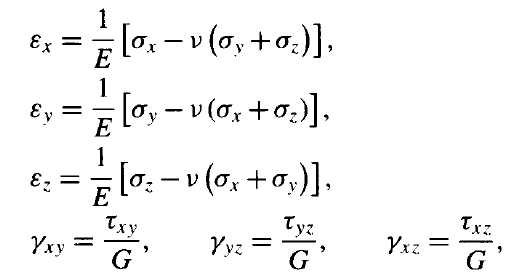 εx = 1/E [σx − ν (σy + σz)],
εy = 1/E [σy − ν (σx + σz)],
εz = 1/E [σz − ν (σx + σy)],
γxy = τxy/G, γyz = τyz/G, γxz = τxz/G,